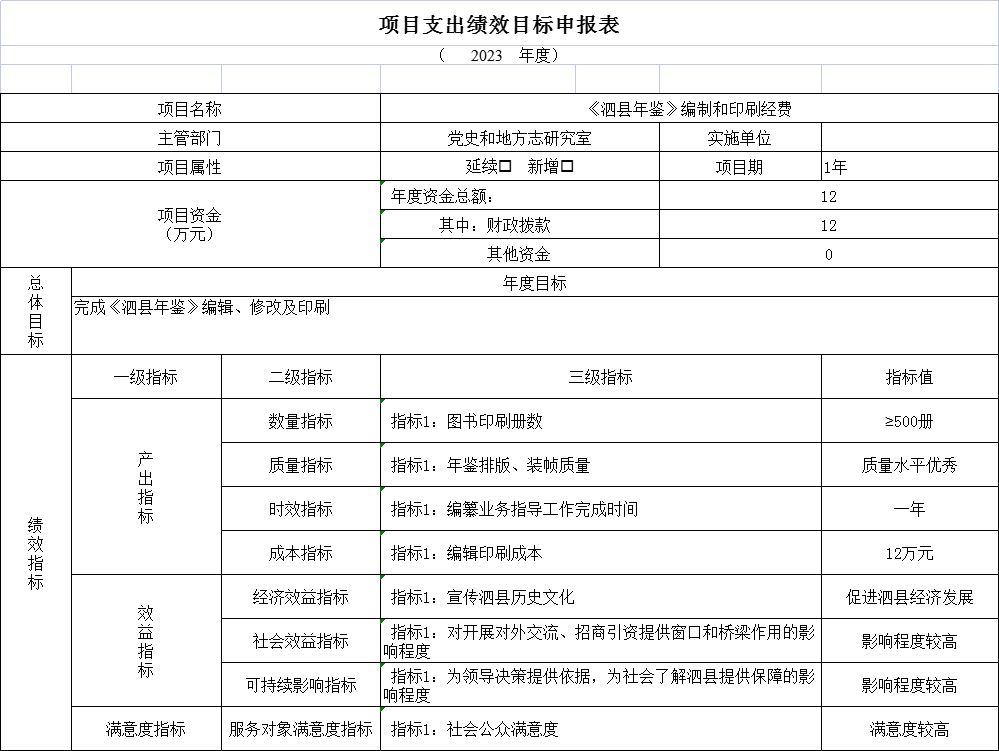 项目支出绩效目标申报表
（ 2023 年度）
项目名称 《泗县年鉴》编制和印刷经费
主管部门 党史和地方志研究室 实施单位
项目属性 延续□ 新增□ 项目期 1年
项目资金
（万元）
年度资金总额： 12
其中：财政拨款 12
其他资金 0
总体目标
年度目标
完成《泗县年鉴》编辑、修改及印刷
绩效指标
一级指标 二级指标 三级指标 指标值
产出指标
数量指标 指标1：图书印刷册数 ≥500册
质量指标 指标1：年鉴排版、装帧质量 质量水平优秀
时效指标 指标1：编纂业务指导工作完成时间 一年
成本指标 指标1：编辑印刷成本 12万元
效益指标
经济效益指标 指标1：宣传泗县历史文化 促进泗县经济发展
社会效益指标 指标1：对开展对外交流、招商引资提供窗口和桥梁作用的影
响程度 影响程度较高
可持续影响指标 指标1：为领导决策提供依据，为社会了解泗县提供保障的影
响程度 影响程度较高
满意度指标 服务对象满意度指标 指标1：社会公众满意度 满意度较高